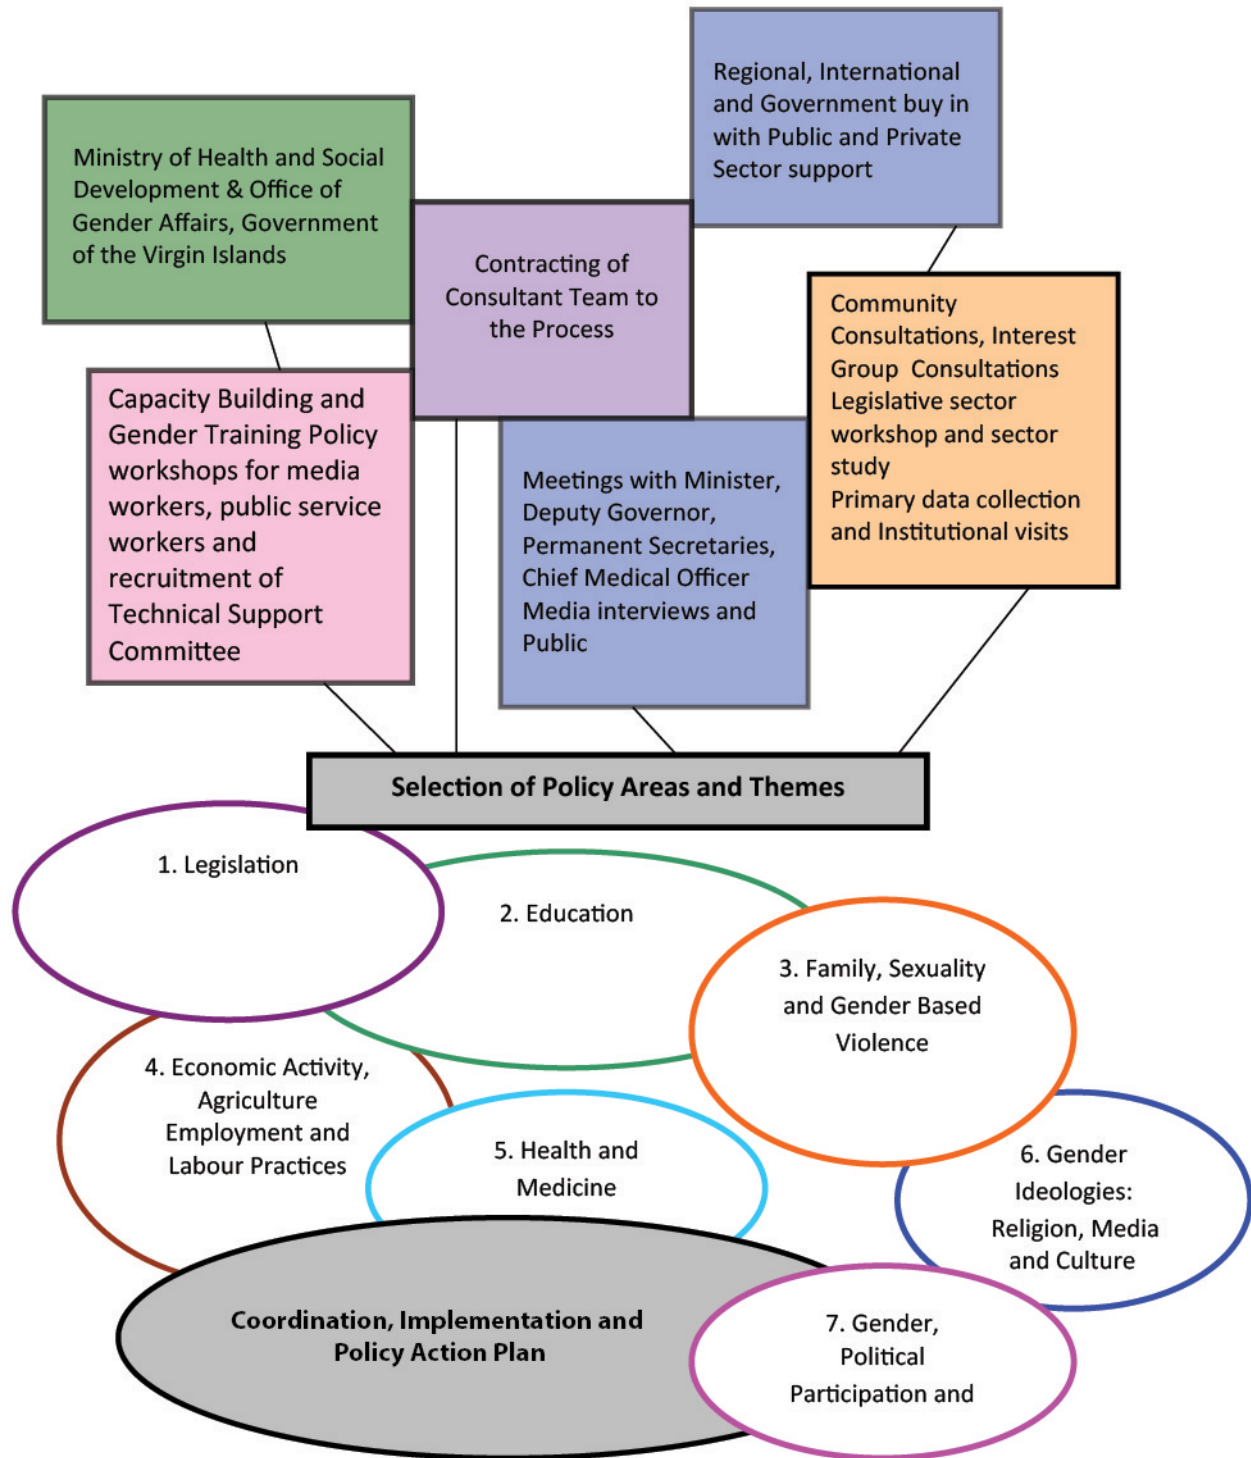 Regional, International
and Government buy in
with Public and Private
Sector support
Ministry of Health and Social
Development & Office of
Gender Affairs, Government
of the Virgin Islands
Contracting of
Consultant Team to
the Process
Community
Consultations, Interest
Group Consultations
Legislative sector
workshop and sector
study
Primary data collection
and Institutional visits
Capacity Building and
Gender Training Policy
workshops for media
workers, public service
workers and
recruitment of
Technical Support
Committee
Meetings with Minister,
Deputy Governor,
Permanent Secretaries,
Chief Medical Officer
Media interviews and
Public
Selection of Policy Areas and Themes
1. Legislation
2. Education
3. Family, Sexuality
and Gender Based
Violence
4. Economic Activity,
Agriculture
Employment and
Labour Practices
5. Health and
Medicine
6. Gender
Ideologies:
Religion, Media
and Culture
Coordination, Implementation and
Policy Action Plan
7. Gender,
Political
Participation and